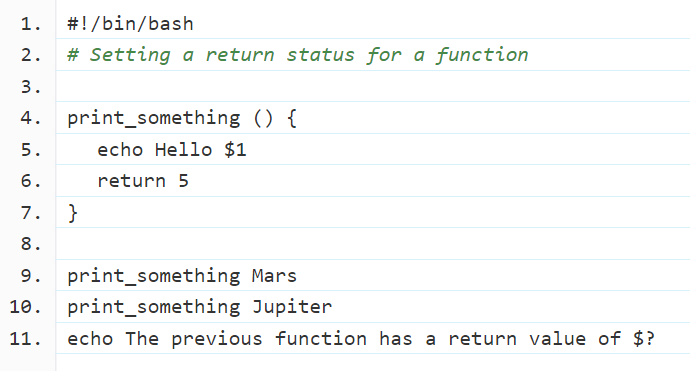 1. #!/bin/bash
2. # Setting a return status for a function
3.
4. print_something () {
5. echo Hello $1
6. return 5
7. }
8.
9. print_something Mars
10. print_something Jupiter
11. echo The previous function has a return value of $?